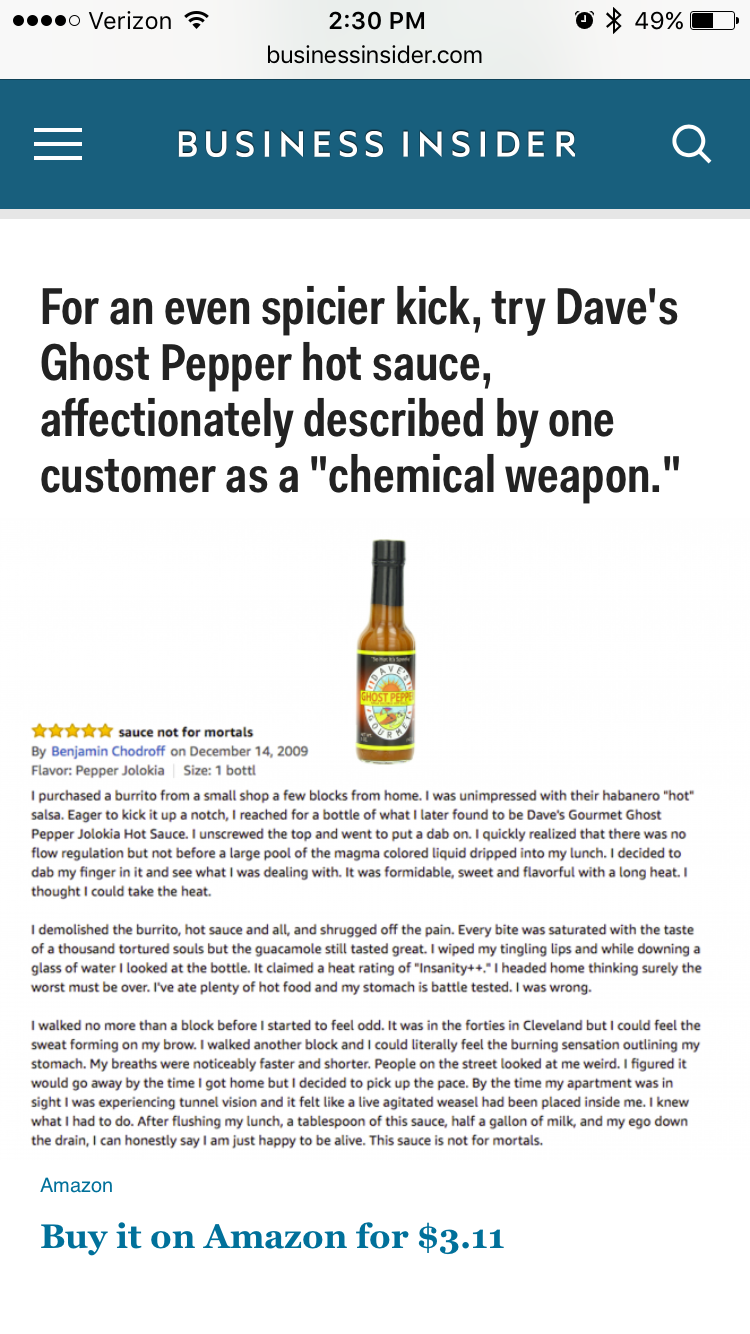 Verizon 2:30 PM 49%
businessinsider.com
BUSINESS INSIDER
For an even spicier kick, try Dave's
Ghost Pepper hot sauce,
affectionately described by one
customer as a "chemical weapon."
DAVE'S
GHOST PEPPE
GOURMET
sauce not for mortals
By Benjamin Chodroff on December 14, 2009
Flavor: Pepper Jolokia | Size: 1 bottl
I purchased a burrito from a small shop a few blocks from home. I was unimpressed with their habanero "hot"
salsa. Eager to kick it up a notch, I reached for a bottle of what I later found to be Dave's Gourmet Ghost
Pepper Jolokia Hot Sauce. I unscrewed the top and went to put a dab on. I quickly realized that there was no
flow regulation but not before a large pool of the magma colored liquid dripped into my lunch. I decided to
dab my finger in it and see what I was dealing with. It was formidable, sweet and flavorful with a long heat. I
thought I could take the heat.
I demolished the burrito, hot sauce and all, and shrugged off the pain. Every bite was saturated with the taste
of a thousand tortured souls but the guacamole still tasted great. I wiped my tingling lips and while downing a
glass of water I looked at the bottle. It claimed a heat rating of "Insanity++." I headed home thinking surely the
worst must be over. I've ate plenty of hot food and my stomach is battle tested. I was wrong.
I walked no more than a block before I started to feel odd. It was in the forties in Cleveland but I could feel the
sweat forming on my brow. I walked another block and I could literally feel the burning sensation outlining my
stomach. My breaths were noticeably faster and shorter. People on the street looked at me weird. I figured it
would go away by the time I got home but I decided to pick up the pace. By the time my apartment was in
sight I was experiencing tunnel vision and it felt like a live agitated weasel had been placed inside me. I knew
what I had to do. After flushing my lunch, a tablespoon of this sauce, half a gallon of milk, and my ego down
the drain, I can honestly say I am just happy to be alive. This sauce is not for mortals.
Amazon
Buy it on Amazon for $3.11